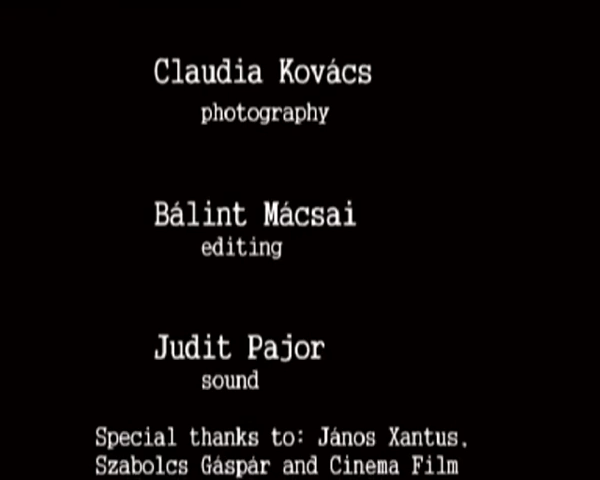 Claudia Kovács
photography
Bálint Mácsai
editing
Judit Pajor
sound
Special thanks to: János Xantus,
Szabolcs Gáspár and Cinema Film